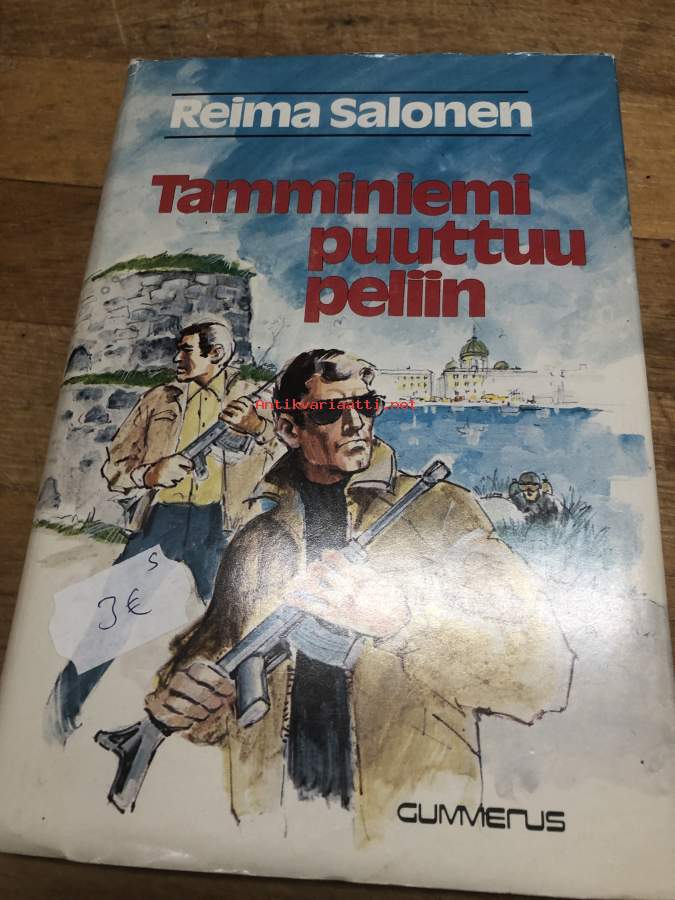 Reima Salonen
Tamminiemi
puuttuu
peliin
Antikvariaatti.net
s
3€
GUMMERUS